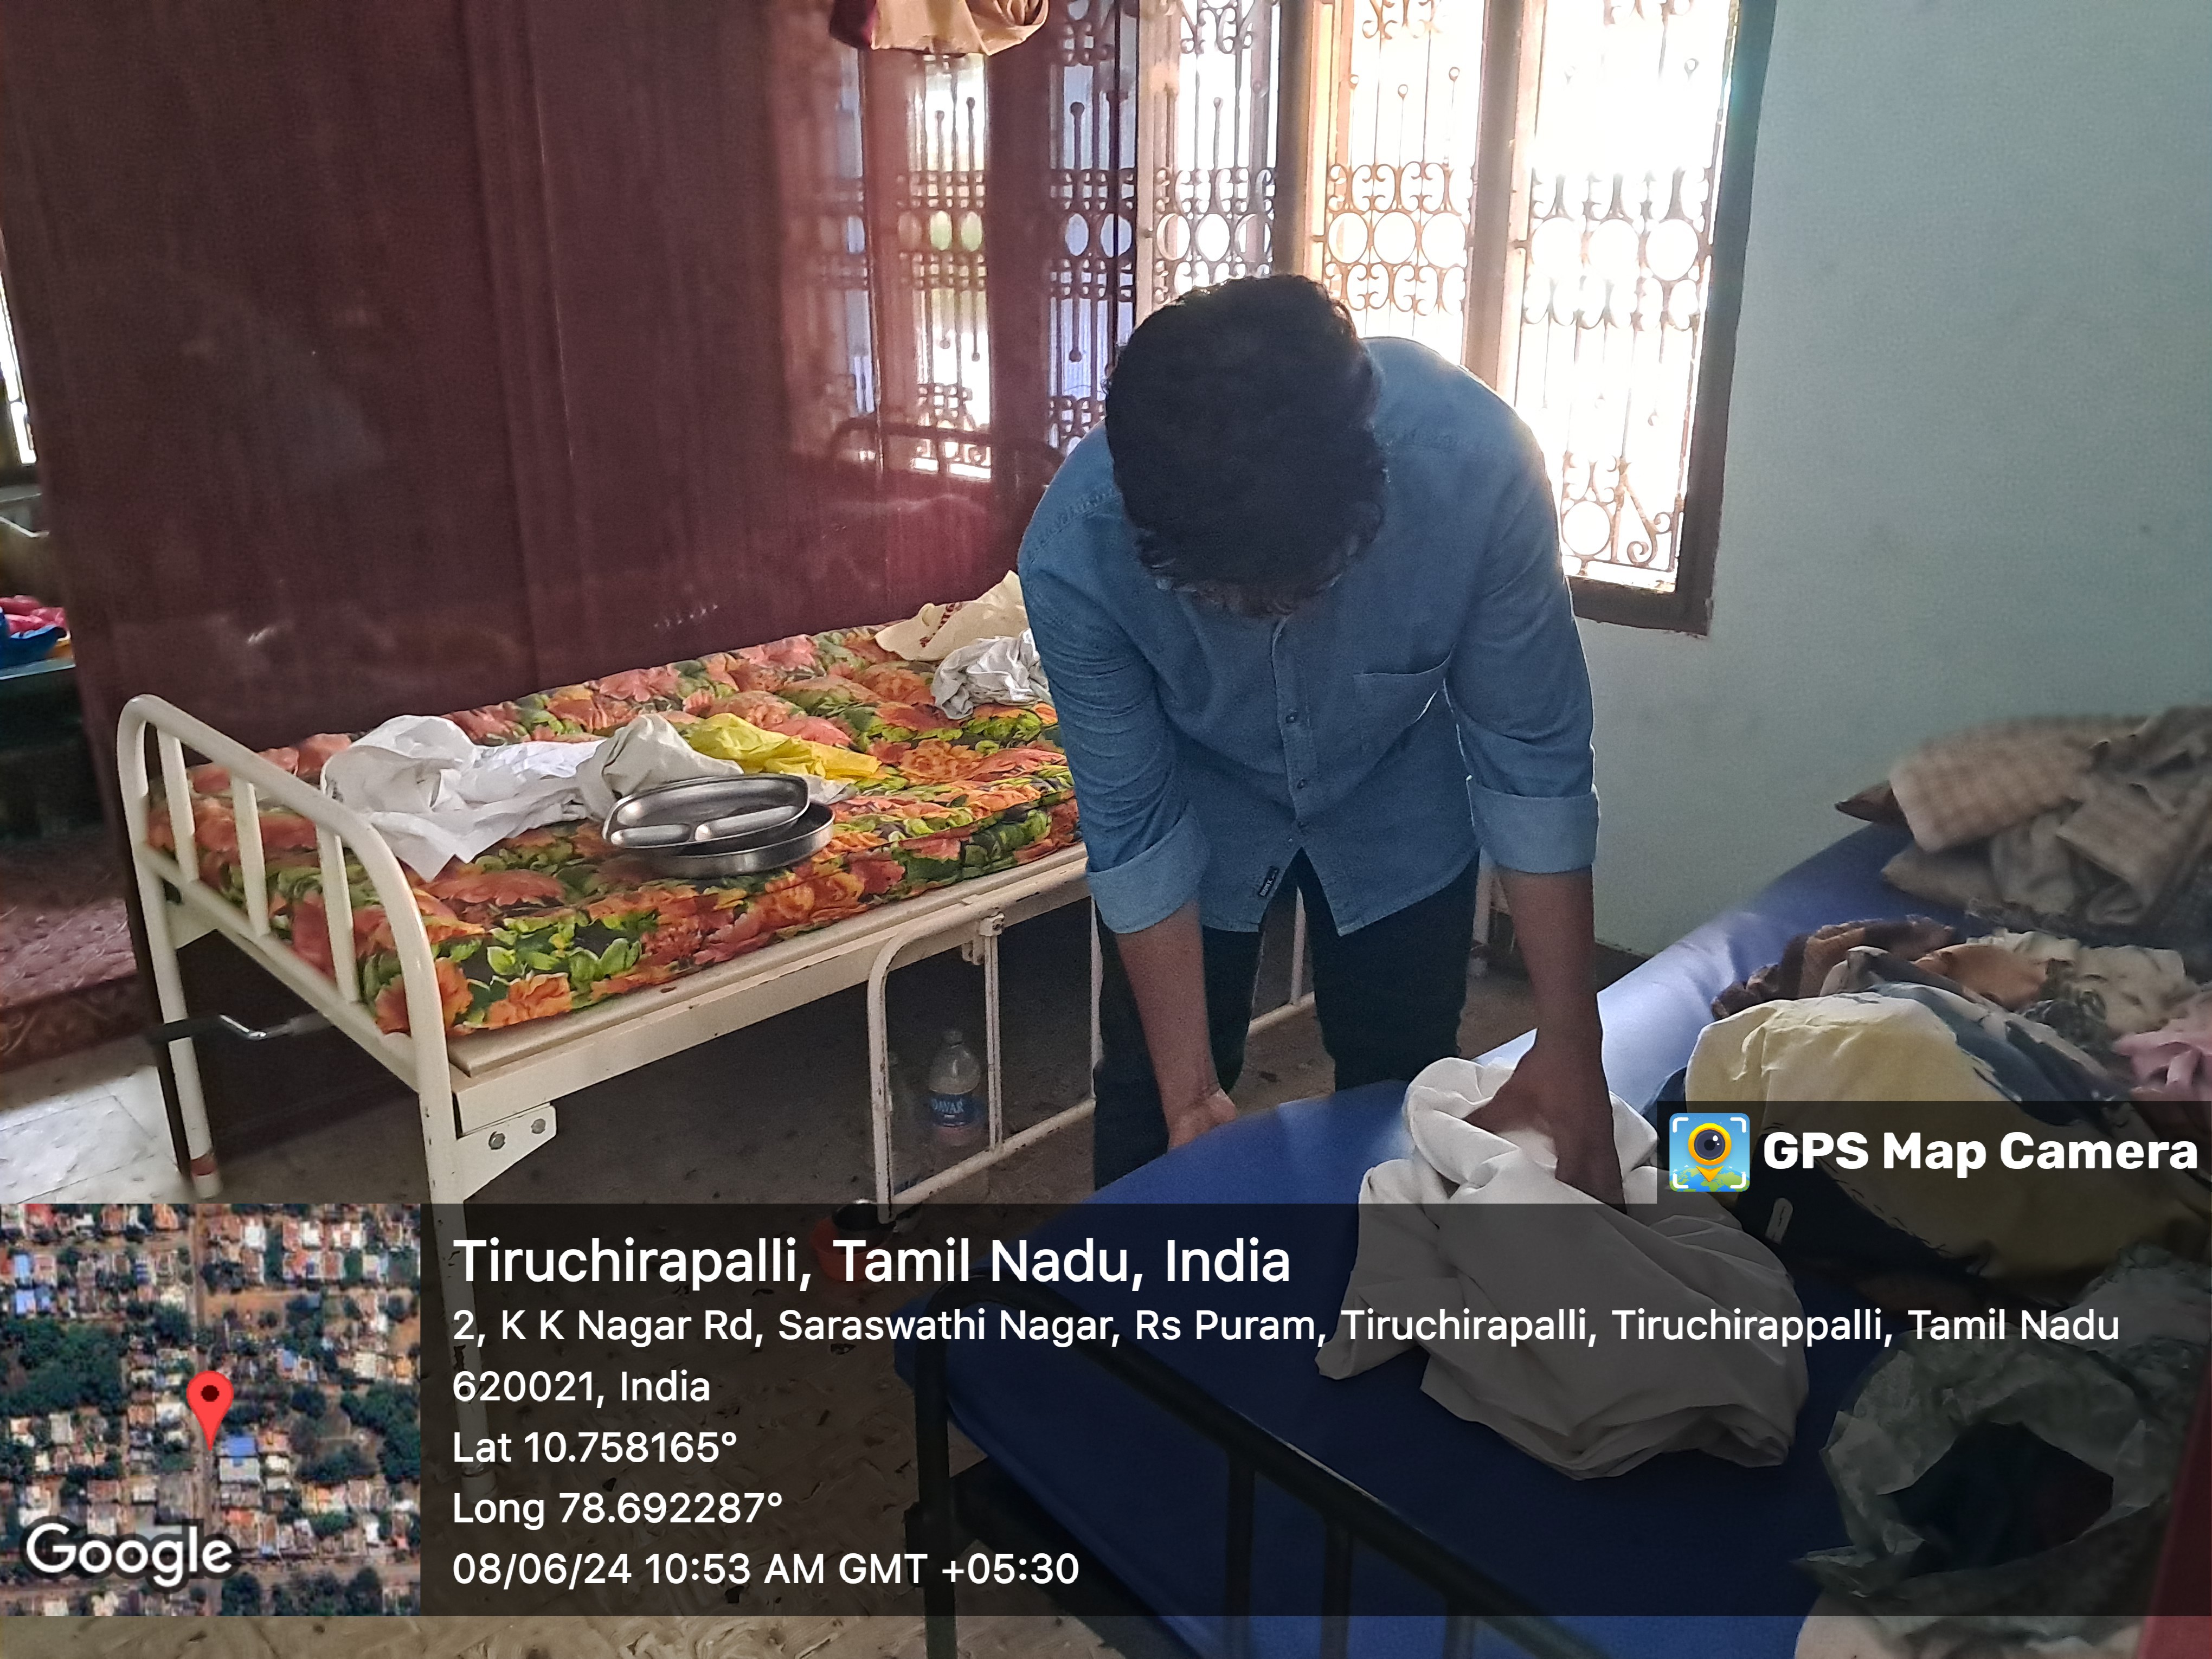 GPS Map Camera
Tiruchirapalli, Tamil Nadu, India
2, K K Nagar Rd, Saraswathi Nagar, Rs Puram, Tiruchirapalli, Tiruchirappalli, Tamil Nadu
620021, India
Lat 10.758165°
Long 78.692287°
08/06/24 10:53 AM GMT +05:30
Google